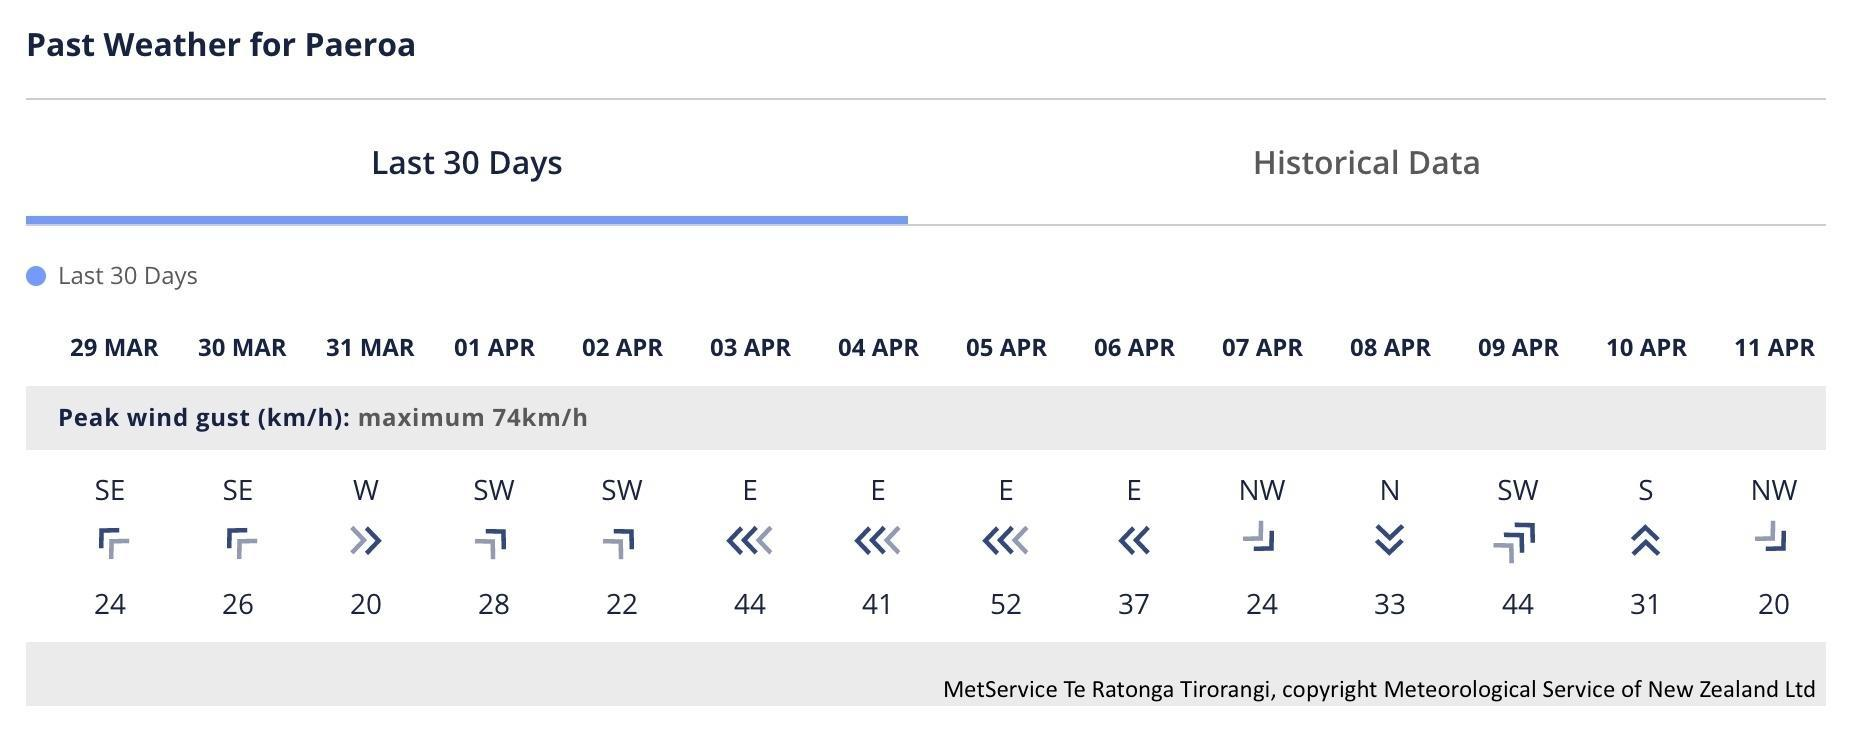 Past Weather for Paeroa
Last 30 Days Historical Data
Last 30 Days
29 MAR 30 MAR 31 MAR 01 APR 02 APR 03 APR 04 APR 05 APR 06 APR 07 APR 08 APR 09 APR 10 APR 11 APR
Peak wind gust (km/h): maximum 74km/h
SE SE W SW SW E E E E NW N SW S NW
24 26 20 28 22 44 41 52 37 24 33 44 31 20
MetService Te Ratonga Tirorangi, copyright Meteorological Service of New Zealand Ltd